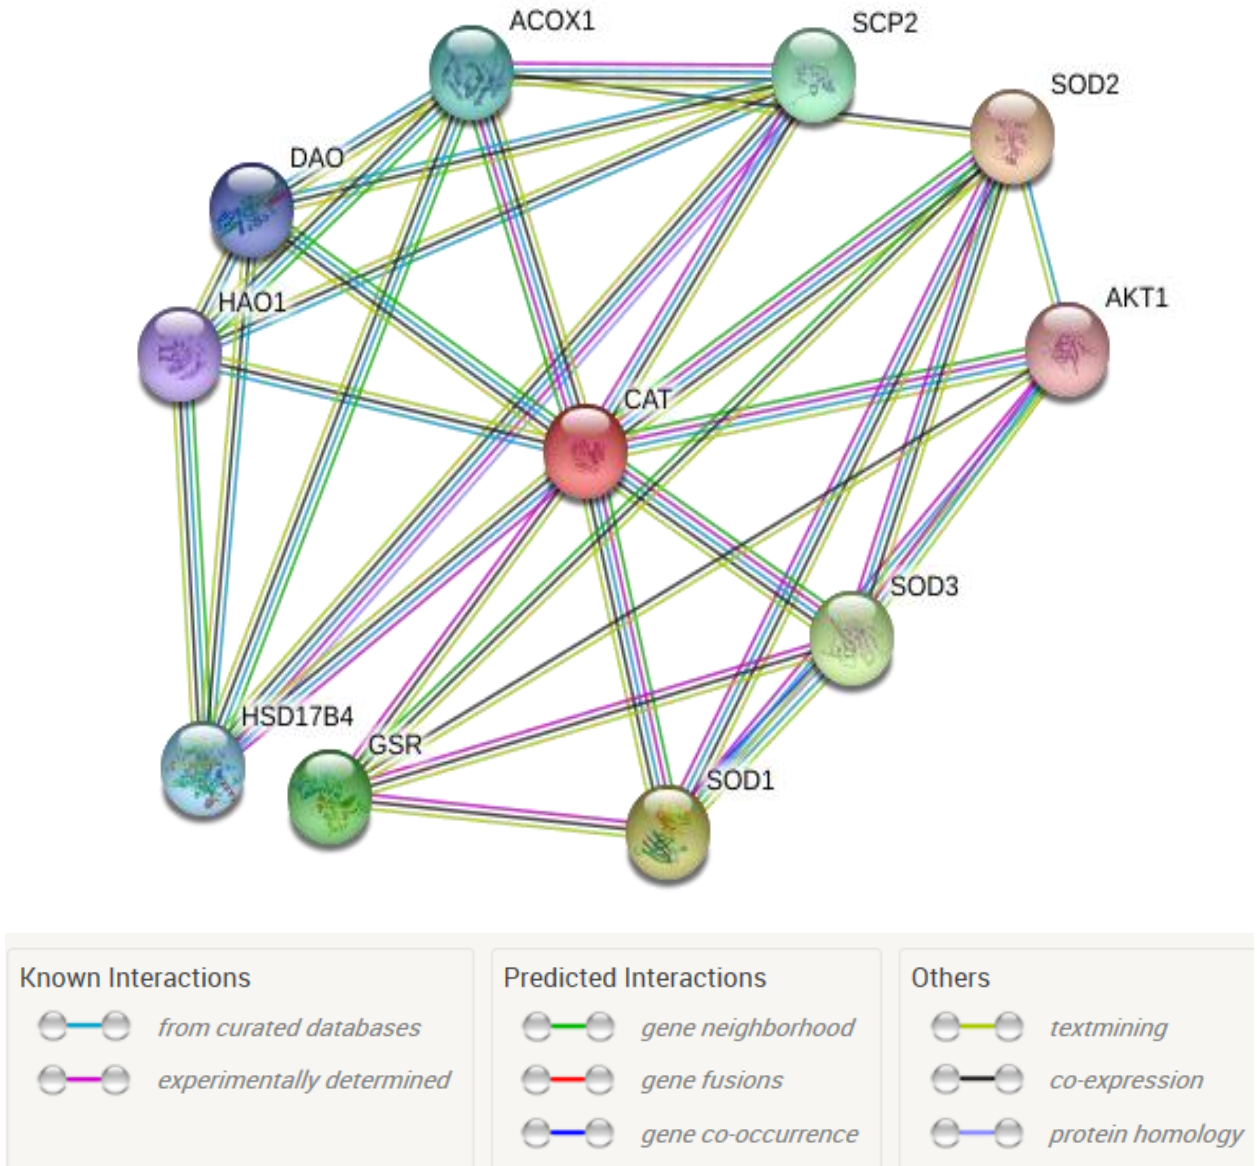 ACOX1
SCP2
SOD2
DAO
HAO1
AKT1
CAT
SOD3
HSD17B4
GSR
SOD1
Known Interactions
from curated databases
experimentally determined
Predicted Interactions
gene neighborhood
gene fusions
gene co-occurrence
Others
textmining
co-expression
protein homology